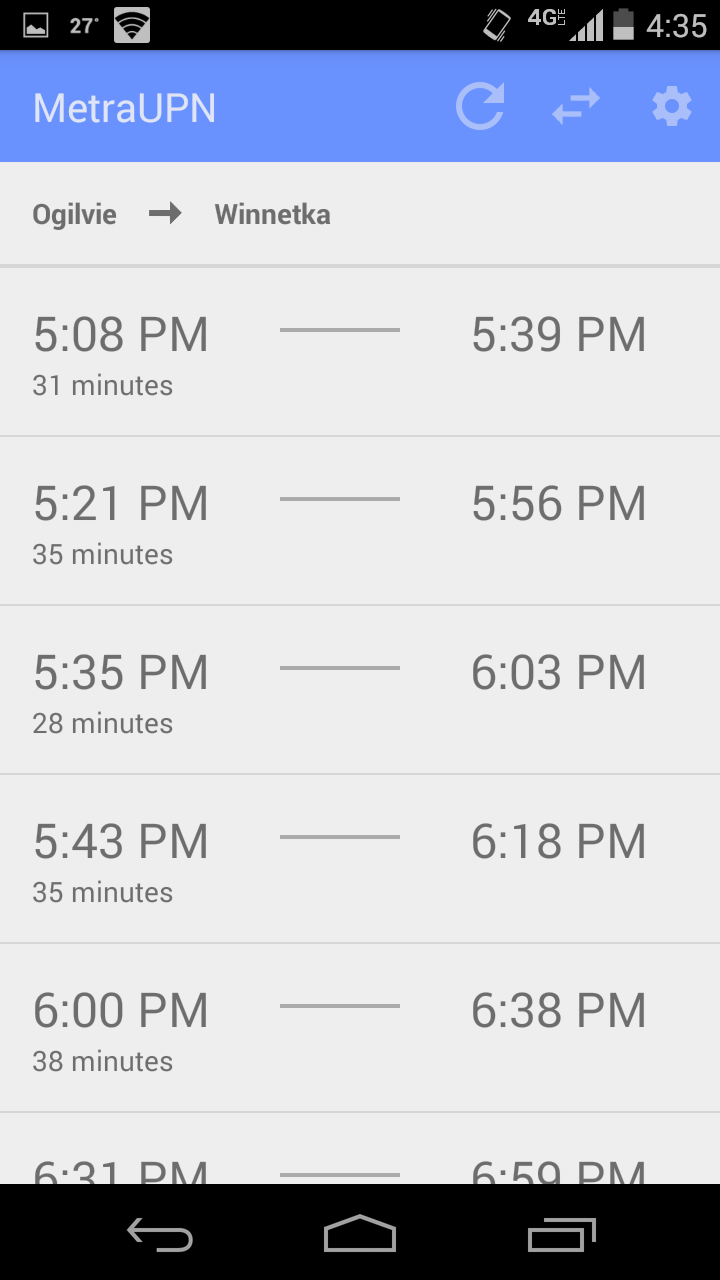 27° 4G LTE 4:35
MetraUPN
Ogilvie Winnetka
5:08 PM 5:39 PM
31 minutes
5:21 PM 5:56 PM
35 minutes
5:35 PM 6:03 PM
28 minutes
5:43 PM 6:18 PM
35 minutes
6:00 PM 6:38 PM
38 minutes
6:31 PM 6:59 PM